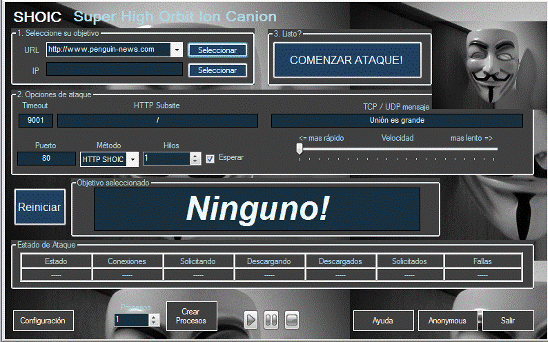 SHOIC Super High Orbit Ion Canion
1. Seleccione su objetivo
URL http://www.penguin-news.com Seleccionar
IP Seleccionar
3. Listo?
COMENZAR ATAQUE!
2. Opciones de ataque
Timeout HTTP Subsite TCP / UDP mensaje
9001 / Unión es grande
Puerto Método Hilos <= mas rápido Velocidad mas lento =>
80 HTTP SHOIC 1 Esperar
Reiniciar
Objetivo seleccionado
Ninguno!
Estado de Ataque
Estado Conexiones Solicitando Descargando Descargados Solicitados Fallas
----- ----- ----- ----- ----- ----- -----
Configuración
Procesos
1
Crear
Procesos
Ayuda Anonymous Salir